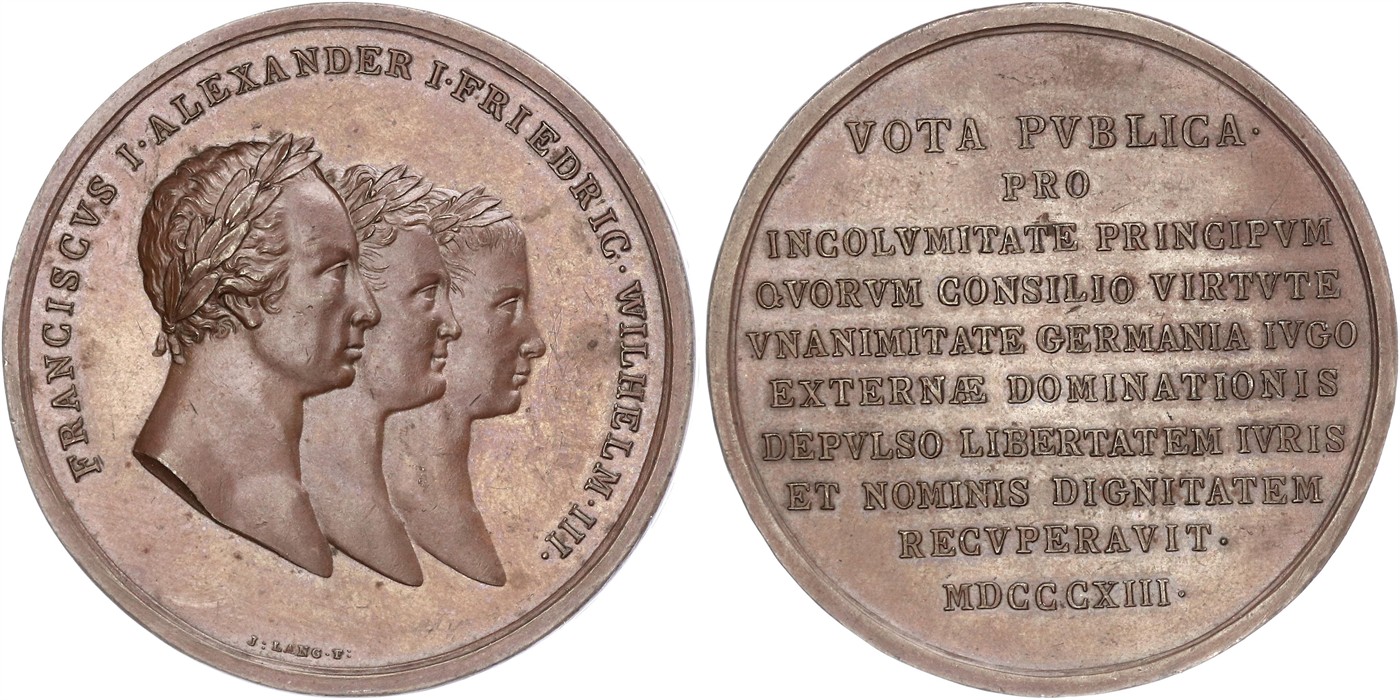 FRANCISCVS I·ALEXANDER I·FRIEDRIC·WILHELM·III·
J: LANG·F:
VOTA PVBLICA·
PRO
INCOLVMITATE PRINCIPVM
QVORVM CONSILIO VIRTVTE
VNANIMITATE GERMANIA IVGO
EXTERNÆ DOMINATIONIS
DEPVLSO LIBERTATEM IVRIS
ET NOMINIS DIGNITATEM
RECVPERAVIT·
MDCCCXIII·